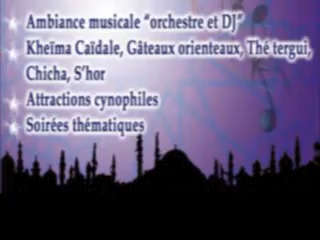 Ambiance musicale “orchestre et DJ”
Kheïma Caïdale, Gâteaux orienteaux, Thé tergui,
Chicha, S’hor
Attractions cynophiles
Soirées thématiques